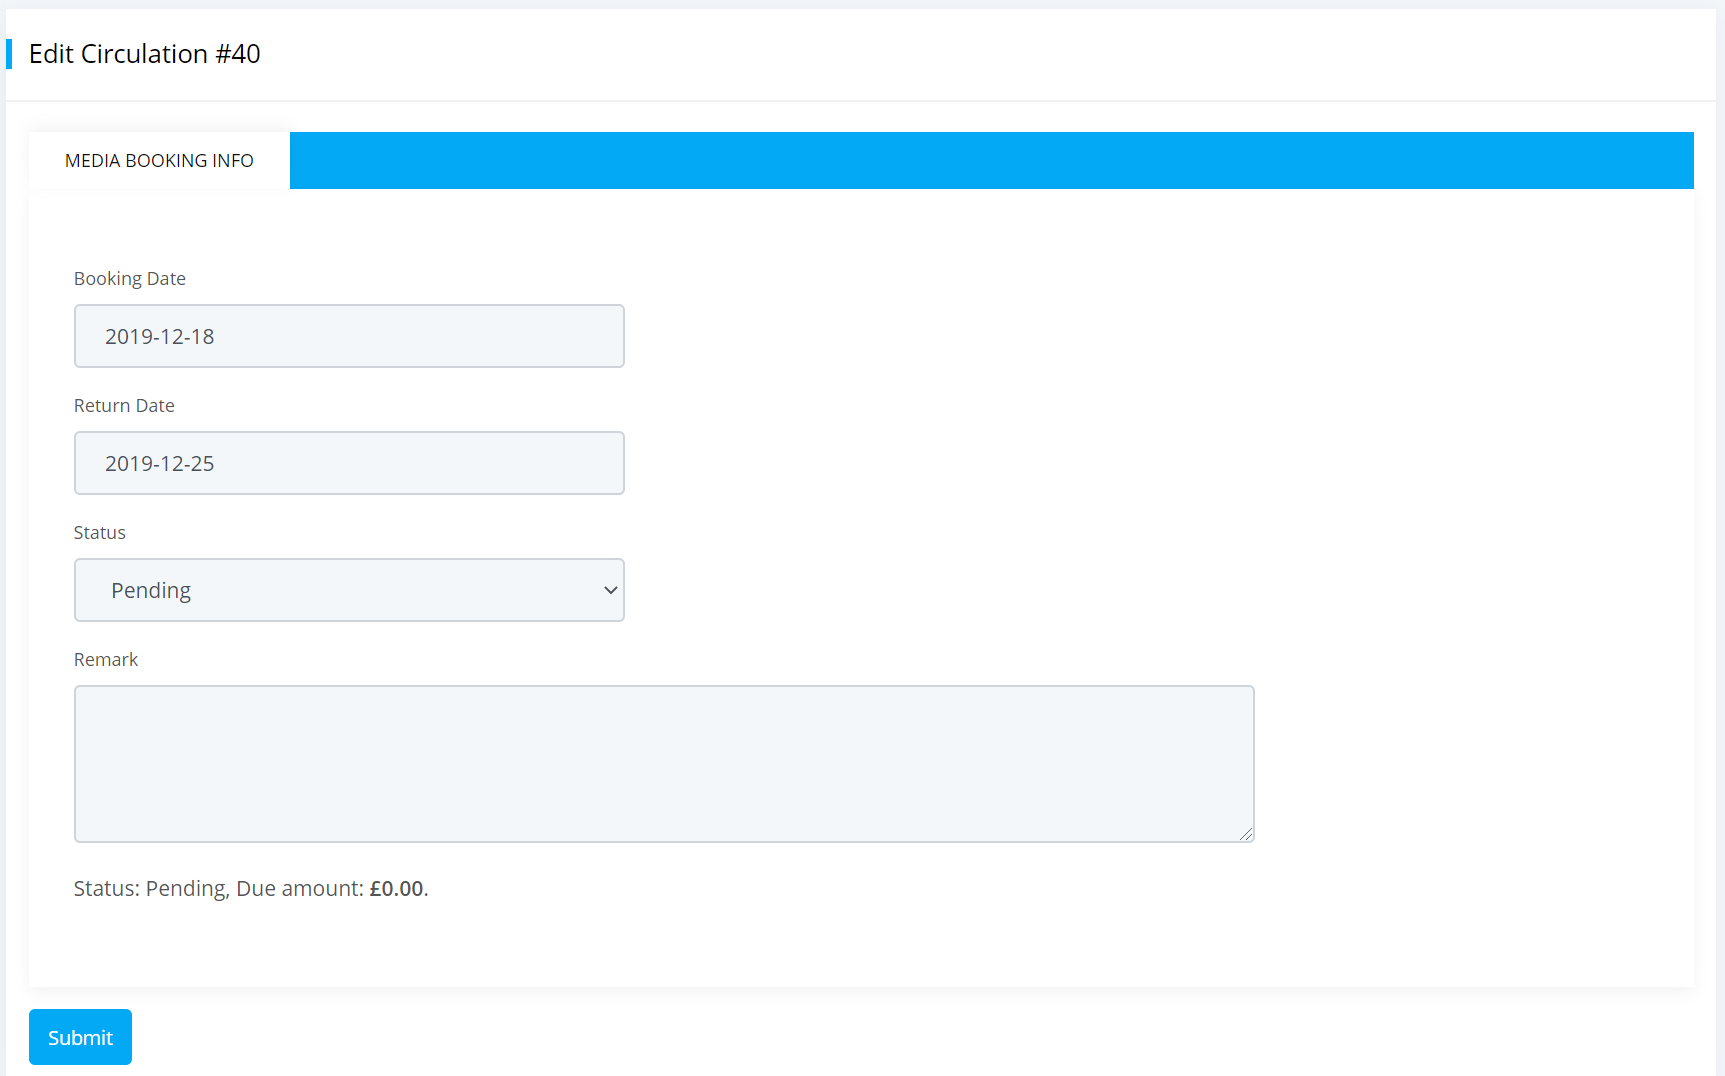 Edit Circulation #40
MEDIA BOOKING INFO
Booking Date
2019-12-18
Return Date
2019-12-25
Status
Pending
Remark
Status: Pending, Due amount: £0.00.
Submit